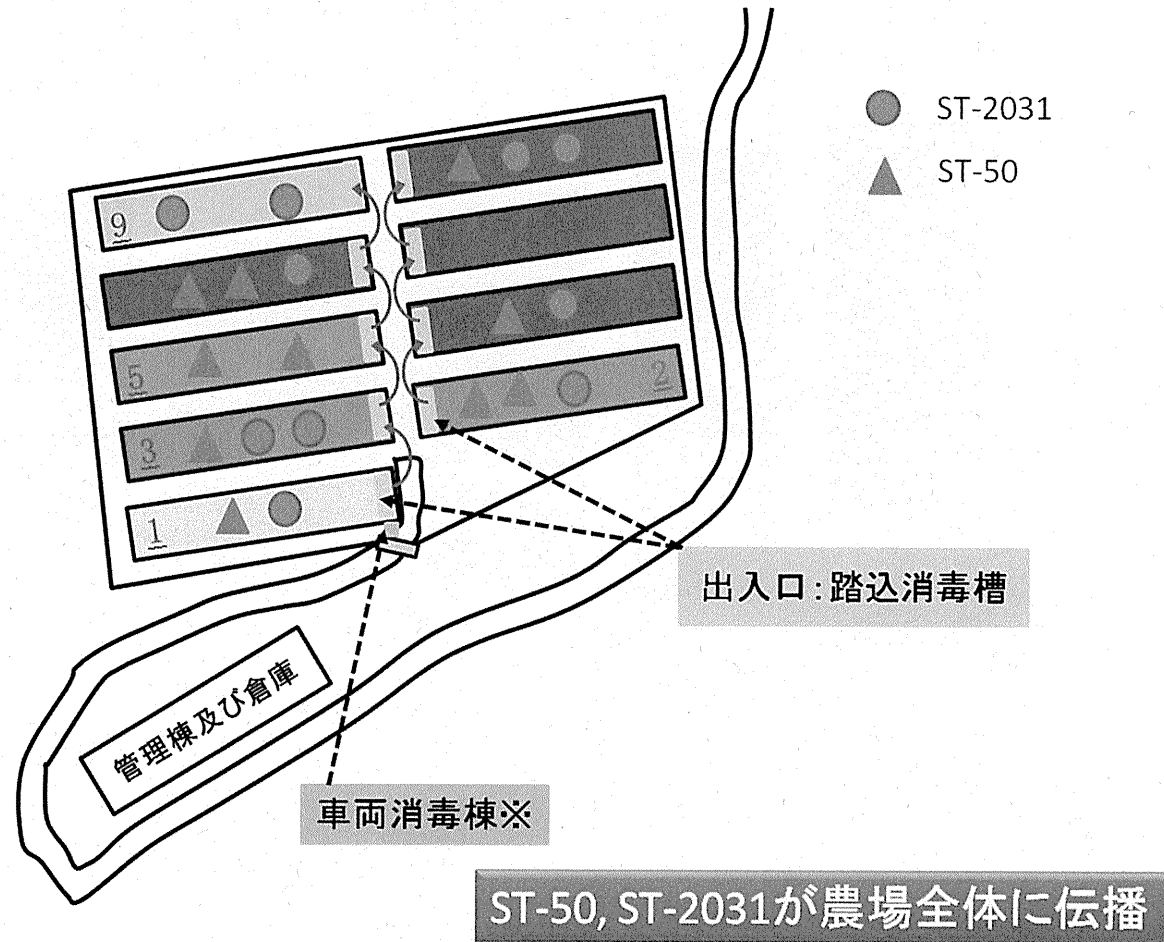 ST-2031
ST-50
9
5
3
2
1
出入口:踏込消毒槽
管理棟及び倉庫
車両消毒棟※
ST-50, ST-2031が農場全体に伝播